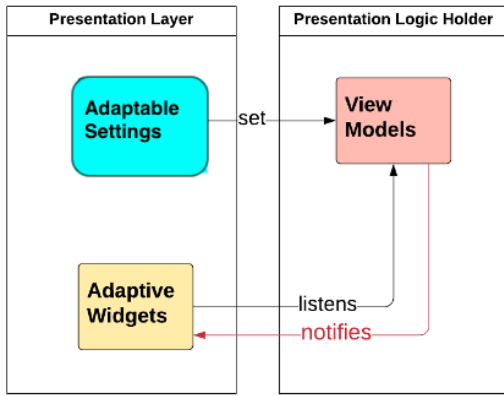 Presentation Layer
Presentation Logic Holder
Adaptable
Settings
set
View
Models
Adaptive
Widgets
listens
notifies